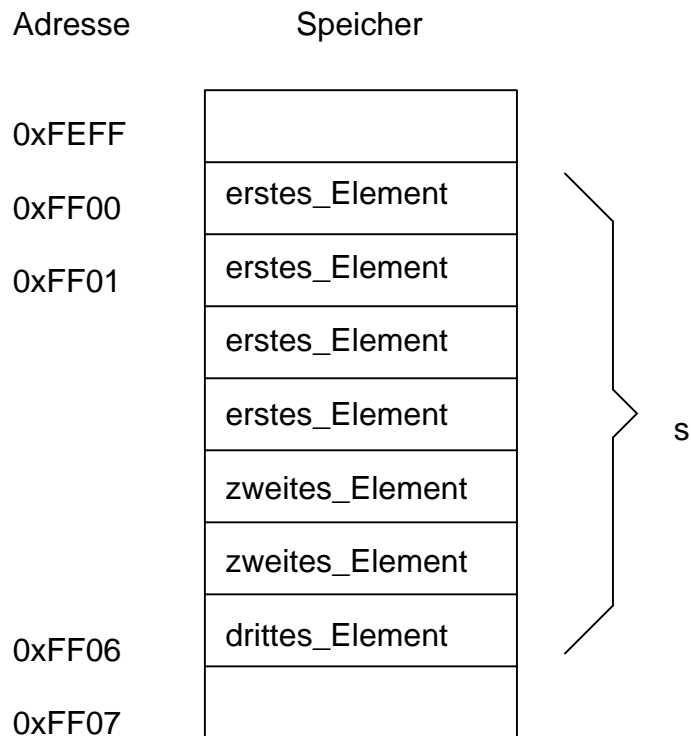 Adresse Speicher
0xFEFF
0xFF00 erstes_Element
0xFF01 erstes_Element
erstes_Element
erstes_Element
s
zweites_Element
zweites_Element
0xFF06 drittes_Element
0xFF07